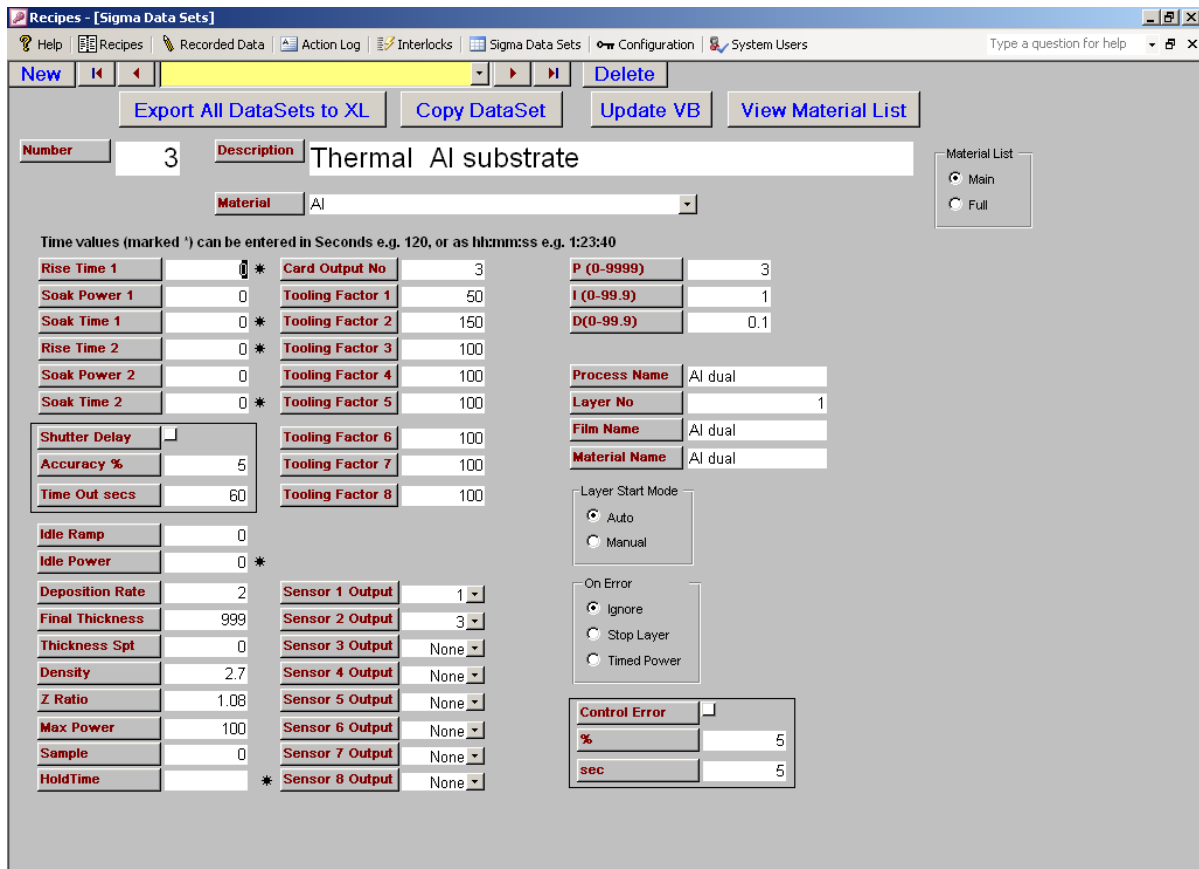 Recipes - [Sigma Data Sets]
Help Recipes Recorded Data Action Log Interlocks Sigma Data Sets Configuration System Users Type a question for help
New Delete
Export All DataSets to XL Copy DataSet Update VB View Material List
Number 3 Description Thermal Al substrate
Material List
Main
Full
Material Al
Time values (marked *) can be entered in Seconds e.g. 120, or as hh:mm:ss e.g. 1:23:40
Rise Time 1 0 * Card Output No 3 P (0-9999) 3
Soak Power 1 0 Tooling Factor 1 50 I (0-99.9) 1
Soak Time 1 0 * Tooling Factor 2 150 D(0-99.9) 0.1
Rise Time 2 0 * Tooling Factor 3 100
Soak Power 2 0 Tooling Factor 4 100 Process Name Al dual
Soak Time 2 0 * Tooling Factor 5 100 Layer No 1
Shutter Delay Tooling Factor 6 100 Film Name Al dual
Accuracy % 5 Tooling Factor 7 100 Material Name Al dual
Time Out secs 60 Tooling Factor 8 100 Layer Start Mode
Auto
Idle Ramp 0 Manual
Idle Power 0 *
Deposition Rate 2 Sensor 1 Output 1 On Error
Final Thickness 999 Sensor 2 Output 3 Ignore
Thickness Spt 0 Sensor 3 Output None Stop Layer
Density 2.7 Sensor 4 Output None Timed Power
Z Ratio 1.08 Sensor 5 Output None Control Error
Max Power 100 Sensor 6 Output None % 5
Sample 0 Sensor 7 Output None sec 5
HoldTime * Sensor 8 Output None